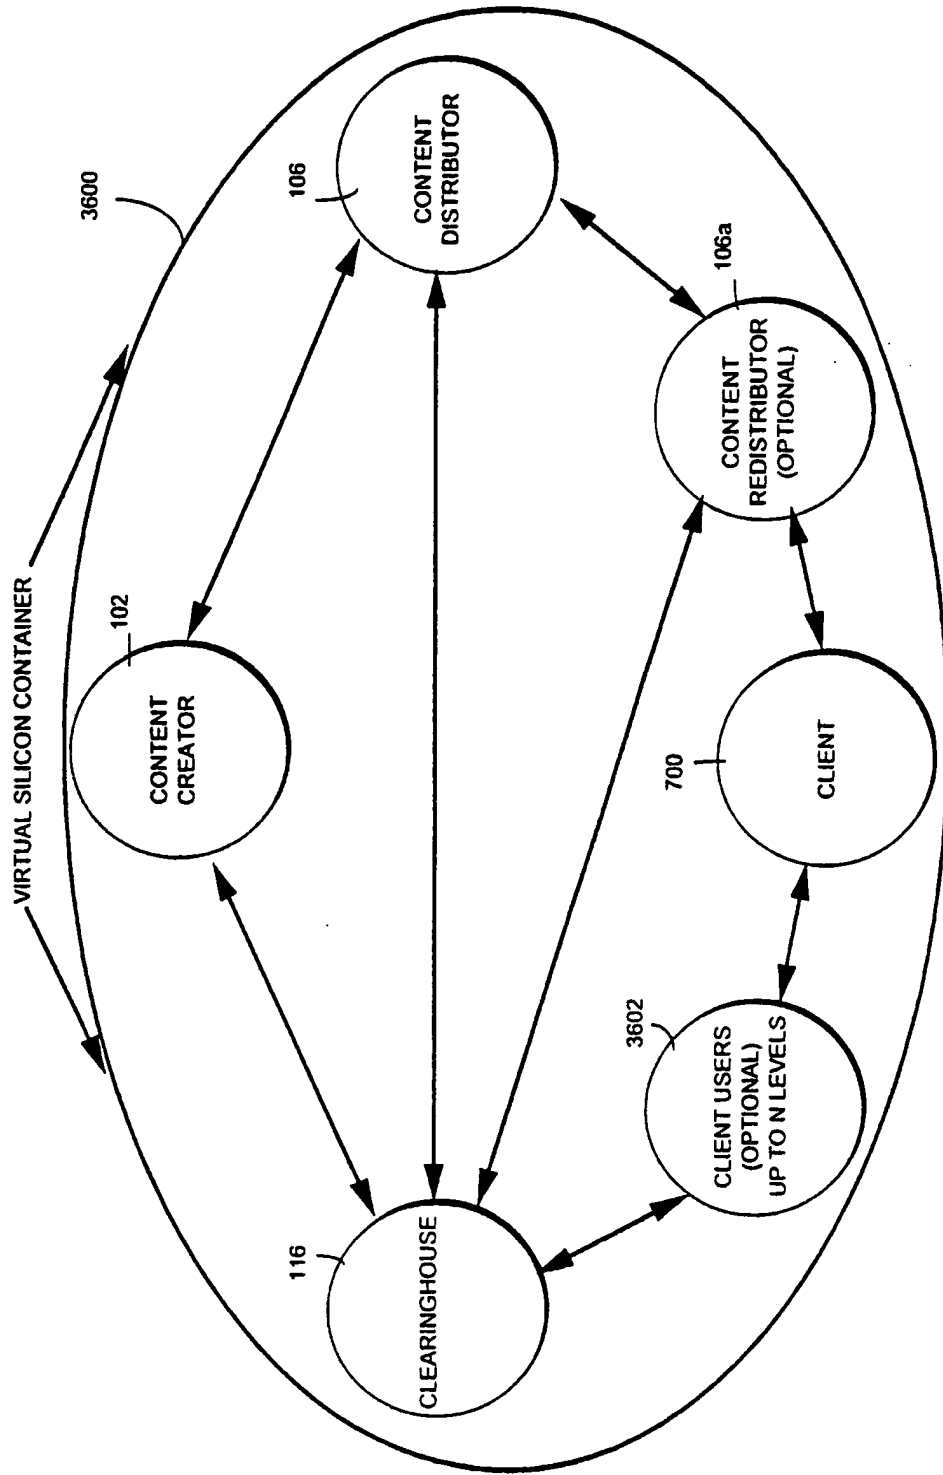 VIRTUAL SILICON CONTAINER
3600
102
CONTENT
CREATOR
106
CONTENT
DISTRIBUTOR
116
CLEARINGHOUSE
106a
CONTENT
REDISTRIBUTOR
(OPTIONAL)
3602
CLIENT USERS
(OPTIONAL)
UP TO N LEVELS
700
CLIENT